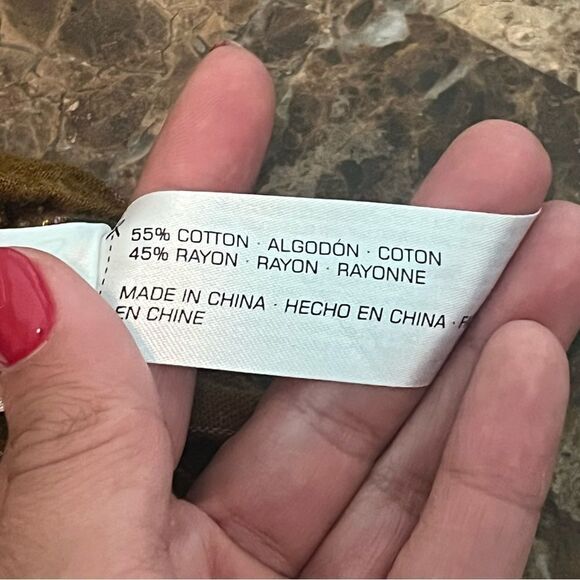 55% COTTON · ALGODÓN · COTON
45% RAYON · RAYON · RAYONNE
MADE IN CHINA · HECHO EN CHINA ·
EN CHINE